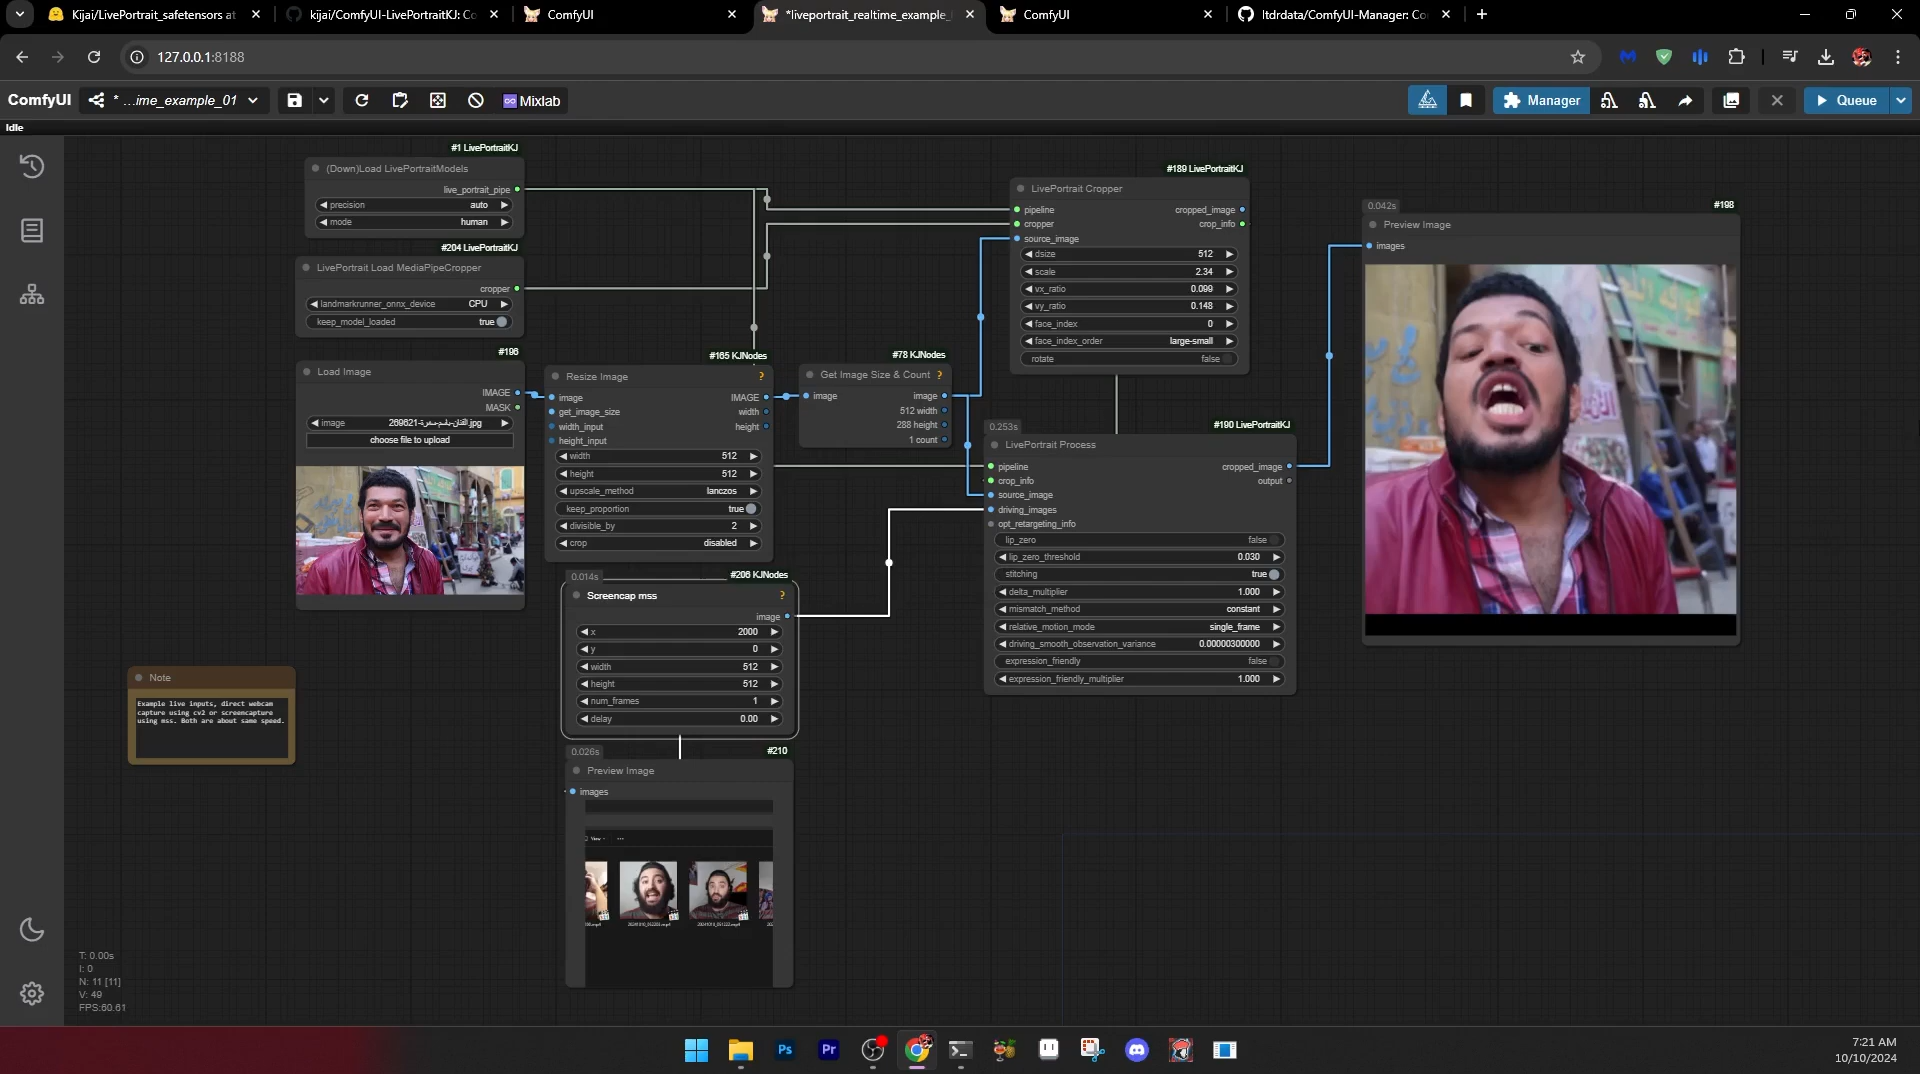 Kijai/LivePortrait_safetensors at
kijai/ComfyUI-LivePortraitKJ: Co
ComfyUI
*liveportrait_realtime_example_
ComfyUI
ltdrdata/ComfyUI-Manager: Co
127.0.0.1:8188
ComfyUI
* ...ime_example_01
Mixlab
Manager
Queue
Idle
#1 LivePortraitKJ
(Down)Load LivePortraitModels
live_portrait_pipe
precision auto
mode human
#204 LivePortraitKJ
LivePortrait Load MediaPipeCropper
cropper
landmarkrunner_onnx_device CPU
keep_model_loaded true
#196
Load Image
IMAGE
MASK
image
choose file to upload
#165 KJNodes
Resize Image ?
image IMAGE
get_image_size width
width_input height
height_input
width 512
height 512
upscale_method lanczos
keep_proportion true
divisible_by 2
crop disabled
#78 KJNodes
Get Image Size & Count ?
image image
512 width
288 height
1 count
#189 LivePortraitKJ
LivePortrait Cropper
pipeline cropped_image
cropper crop_info
source_image
dsize 512
scale 2.34
vx_ratio 0.099
vy_ratio 0.148
face_index 0
face_index_order large-small
rotate false
0.253s
#190 LivePortraitKJ
LivePortrait Process
pipeline cropped_image
crop_info output
source_image
driving_images
opt_retargeting_info
lip_zero false
lip_zero_threshold 0.030
stitching true
delta_multiplier 1.000
mismatch_method constant
relative_motion_mode single_frame
driving_smooth_observation_variance 0.00000300000
expression_friendly false
expression_friendly_multiplier 1.000
0.042s
#198
Preview Image
images
0.014s
#206 KJNodes
Screencap mss ?
image
x 2000
y 0
width 512
height 512
num_frames 1
delay 0.00
0.026s
#210
Preview Image
images
View
Note
Example live inputs, direct webcam
capture using cv2 or screencapture
using mss. Both are about same speed.
T: 0.00s
I: 0
N: 11 [11]
V: 49
FPS:60.61
Ps
Pr
7:21 AM
10/10/2024